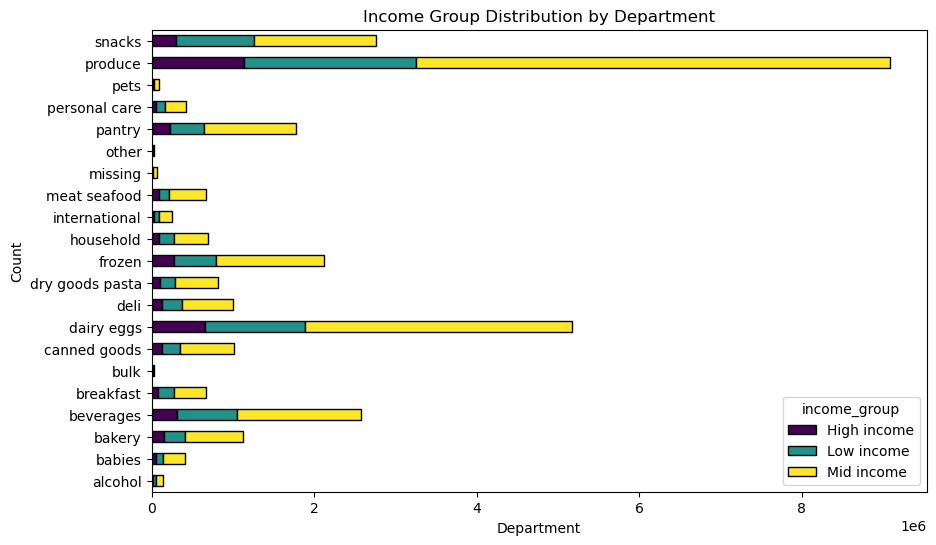 Income Group Distribution by Department
snacks
produce
pets
personal care
pantry
other
missing
meat seafood
international
household
frozen
dry goods pasta
deli
dairy eggs
canned goods
bulk
breakfast
beverages
bakery
babies
alcohol
Count
income_group
High income
Low income
Mid income
0 2 4 6 8
1e6
Department